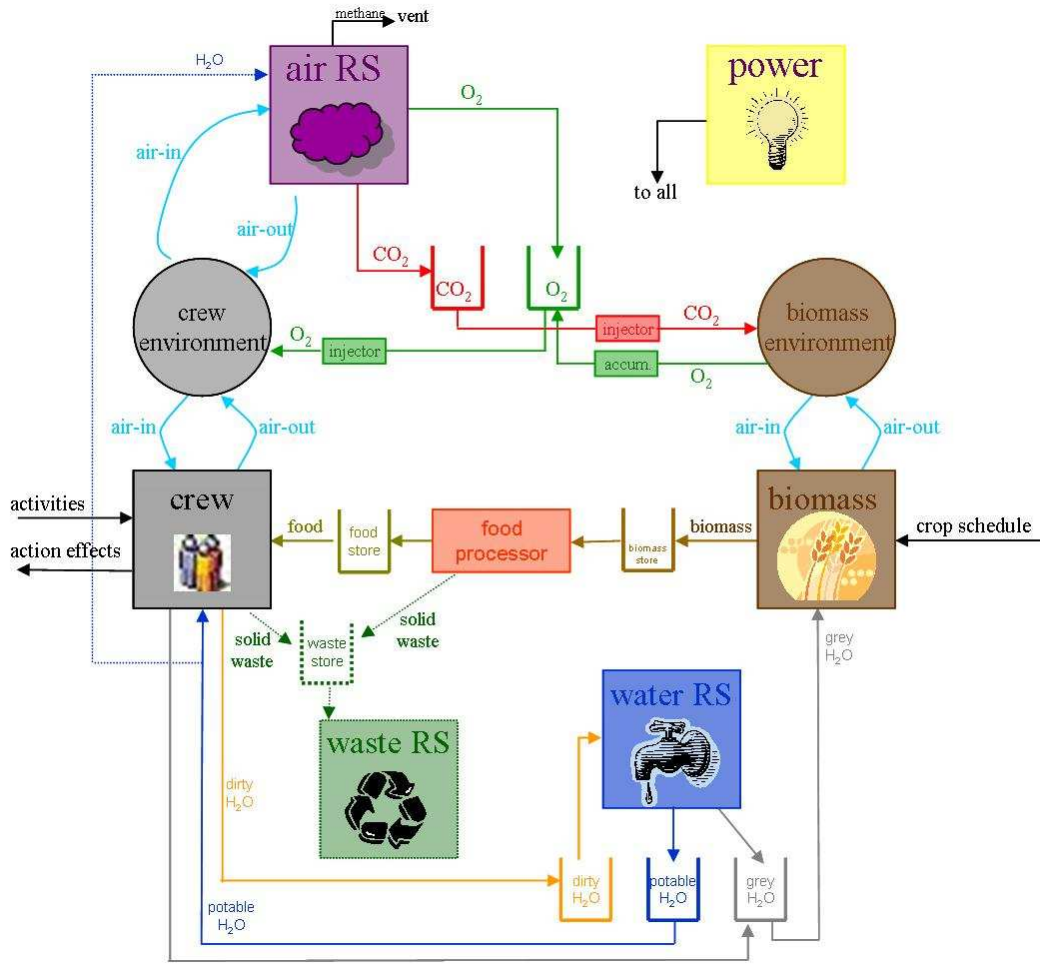 methane
vent
H2O
air RS
power
O2
air-in
to all
air-out
CO2
CO2
O2
crew
environment
O2
injector
injector
CO2
biomass
environment
accum.
O2
air-in
air-out
air-in
air-out
activities
crew
biomass
action effects
food
food
store
food
processor
biomass
store
biomass
crop schedule
solid
waste
waste
store
solid
waste
grey
H2O
waste RS
water RS
dirty
H2O
dirty
H2O
potable
H2O
grey
H2O
potable
H2O